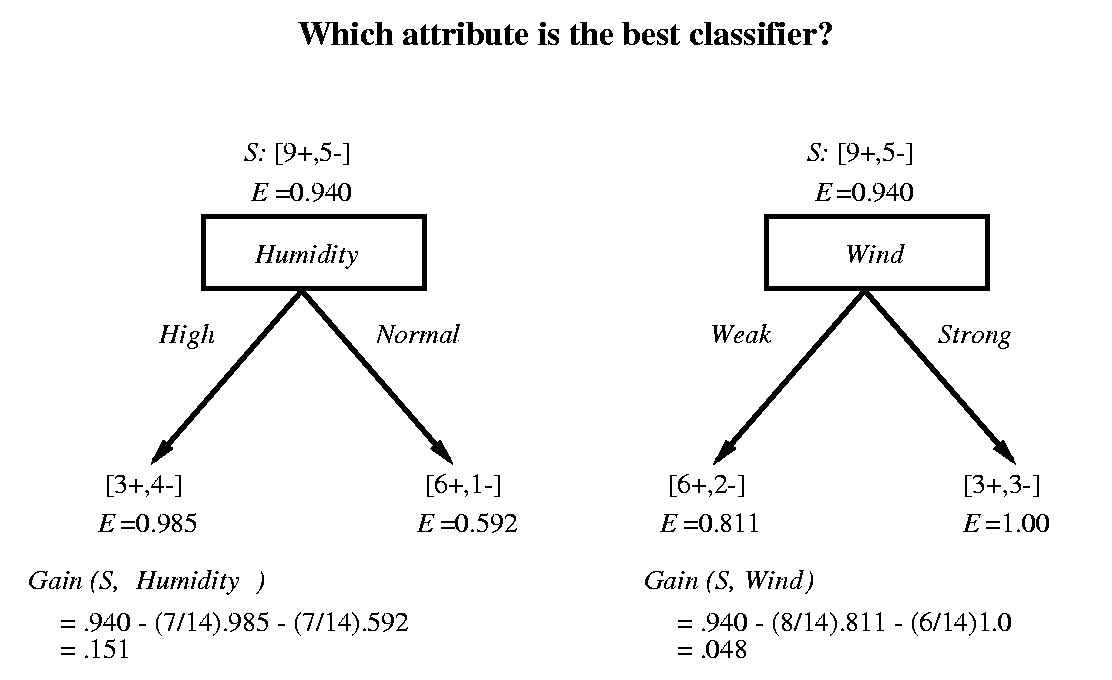 Which attribute is the best classifier?
S: [9+,5-]
E =0.940
Humidity
High
Normal
[3+,4-]
E =0.985
[6+,1-]
E =0.592
Gain (S, Humidity )
= .940 - (7/14).985 - (7/14).592
= .151
S: [9+,5-]
E =0.940
Wind
Weak
Strong
[6+,2-]
E =0.811
[3+,3-]
E =1.00
Gain (S, Wind)
= .940 - (8/14).811 - (6/14)1.0
= .048